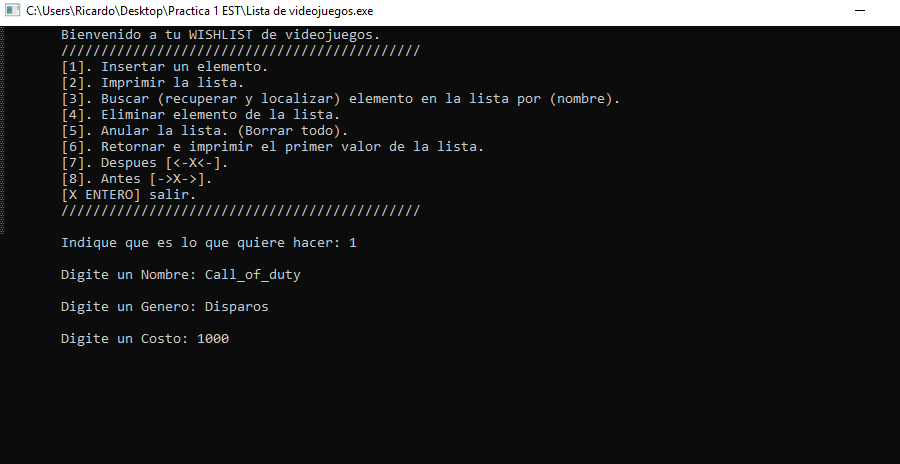 C:\Users\Ricardo\Desktop\Practica 1 EST\Lista de videojuegos.exe
Bienvenido a tu WISHLIST de videojuegos.
/////////////////////////////////////////////
[1]. Insertar un elemento.
[2]. Imprimir la lista.
[3]. Buscar (recuperar y localizar) elemento en la lista por (nombre).
[4]. Eliminar elemento de la lista.
[5]. Anular la lista. (Borrar todo).
[6]. Retornar e imprimir el primer valor de la lista.
[7]. Despues [<-X<-].
[8]. Antes [->X->].
[X ENTERO] salir.
/////////////////////////////////////////////
Indique que es lo que quiere hacer: 1
Digite un Nombre: Call_of_duty
Digite un Genero: Disparos
Digite un Costo: 1000